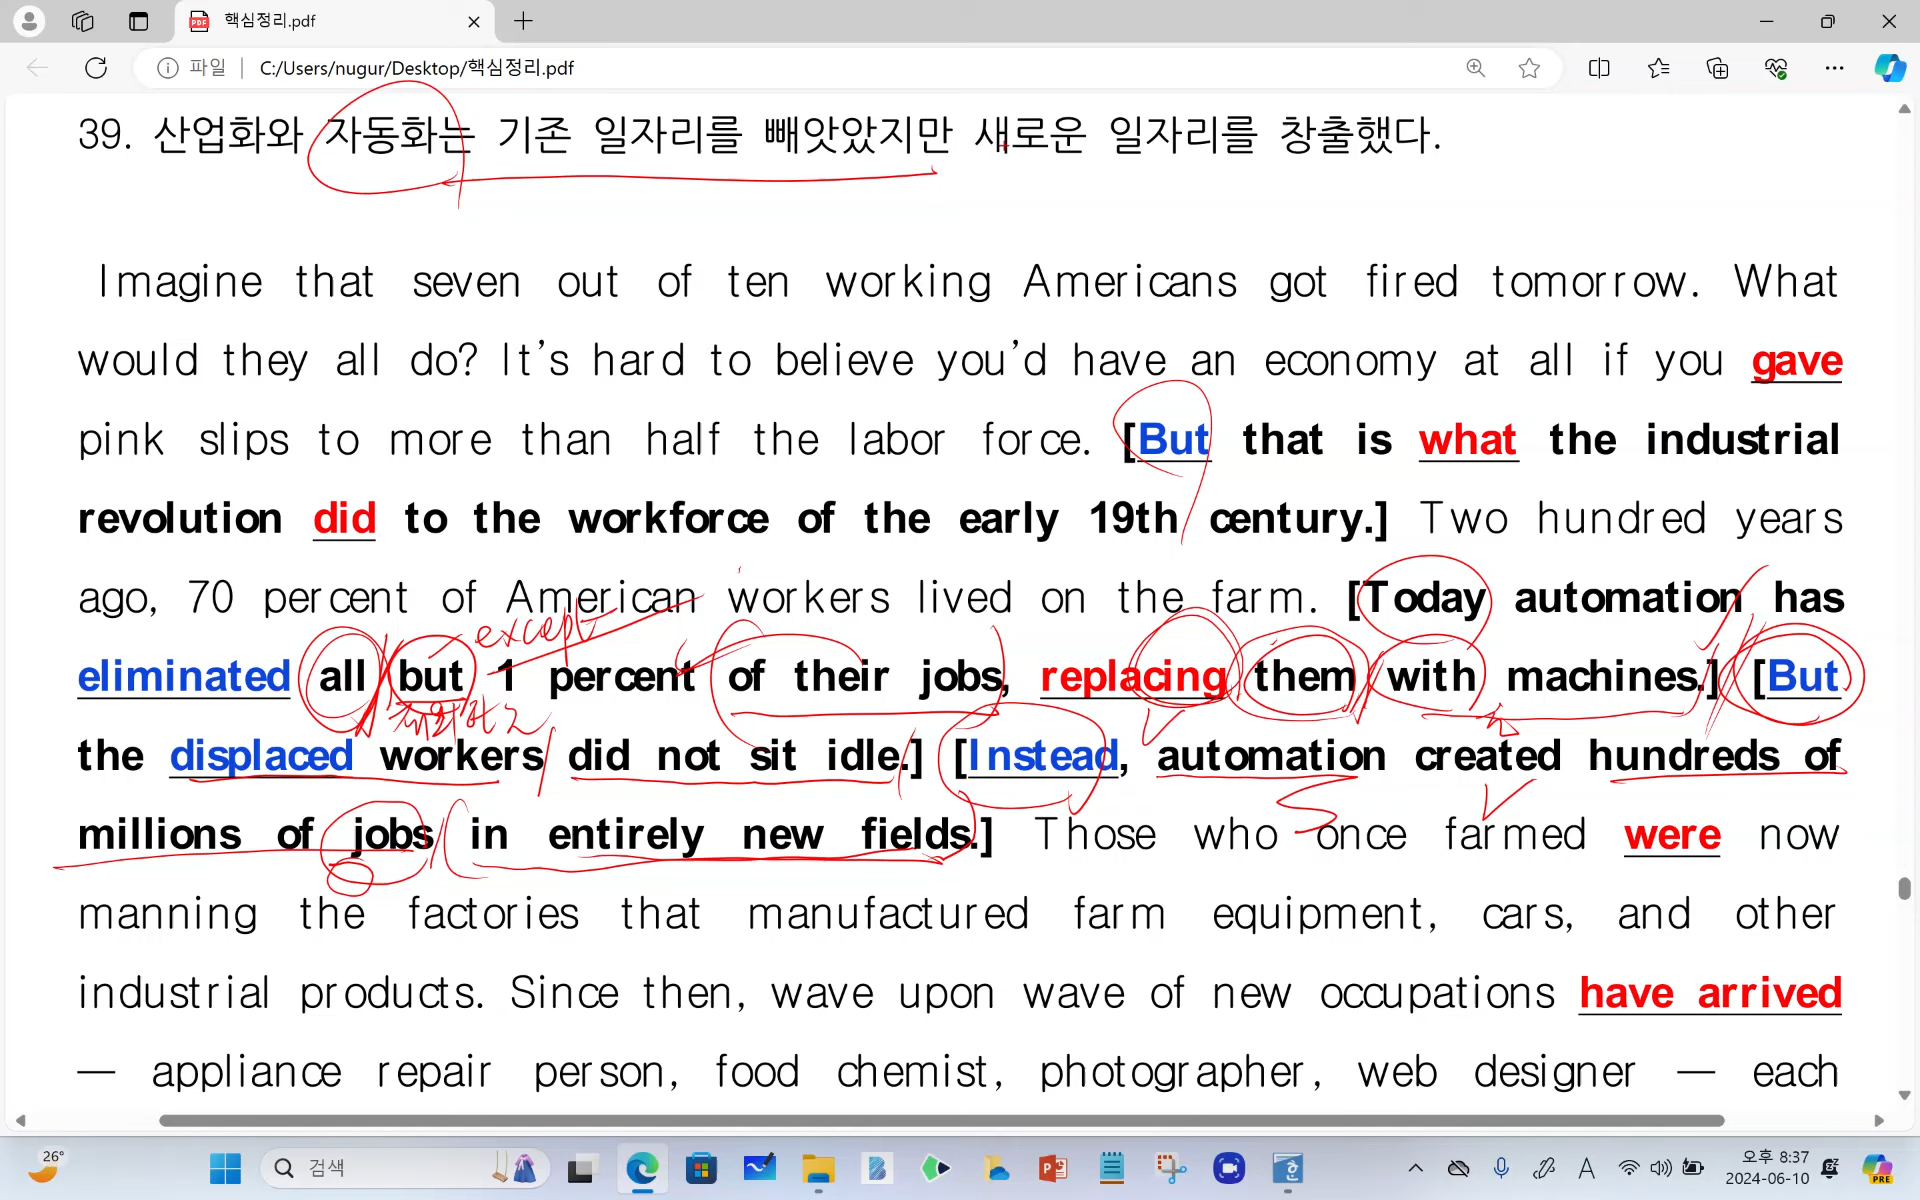 핵심정리.pdf
파일 | C:/Users/nugur/Desktop/핵심정리.pdf
39. 산업화와 자동화는 기존 일자리를 빼앗았지만 새로운 일자리를 창출했다.
Imagine that seven out of ten working Americans got fired tomorrow. What
would they all do? It's hard to believe you'd have an economy at all if you gave
pink slips to more than half the labor force. [But that is what the industrial
revolution did to the workforce of the early 19th century.] Two hundred years
ago, 70 percent of American workers lived on the farm. [Today automation has
except
eliminated all but 1 percent of their jobs, replacing them with machines.] [But
제외하고
the displaced workers did not sit idle.] [Instead, automation created hundreds of
millions of jobs in entirely new fields.] Those who once farmed were now
manning the factories that manufactured farm equipment, cars, and other
industrial products. Since then, wave upon wave of new occupations have arrived
— appliance repair person, food chemist, photographer, web designer — each
26°
검색
A
오후 8:37
2024-06-10
PRE